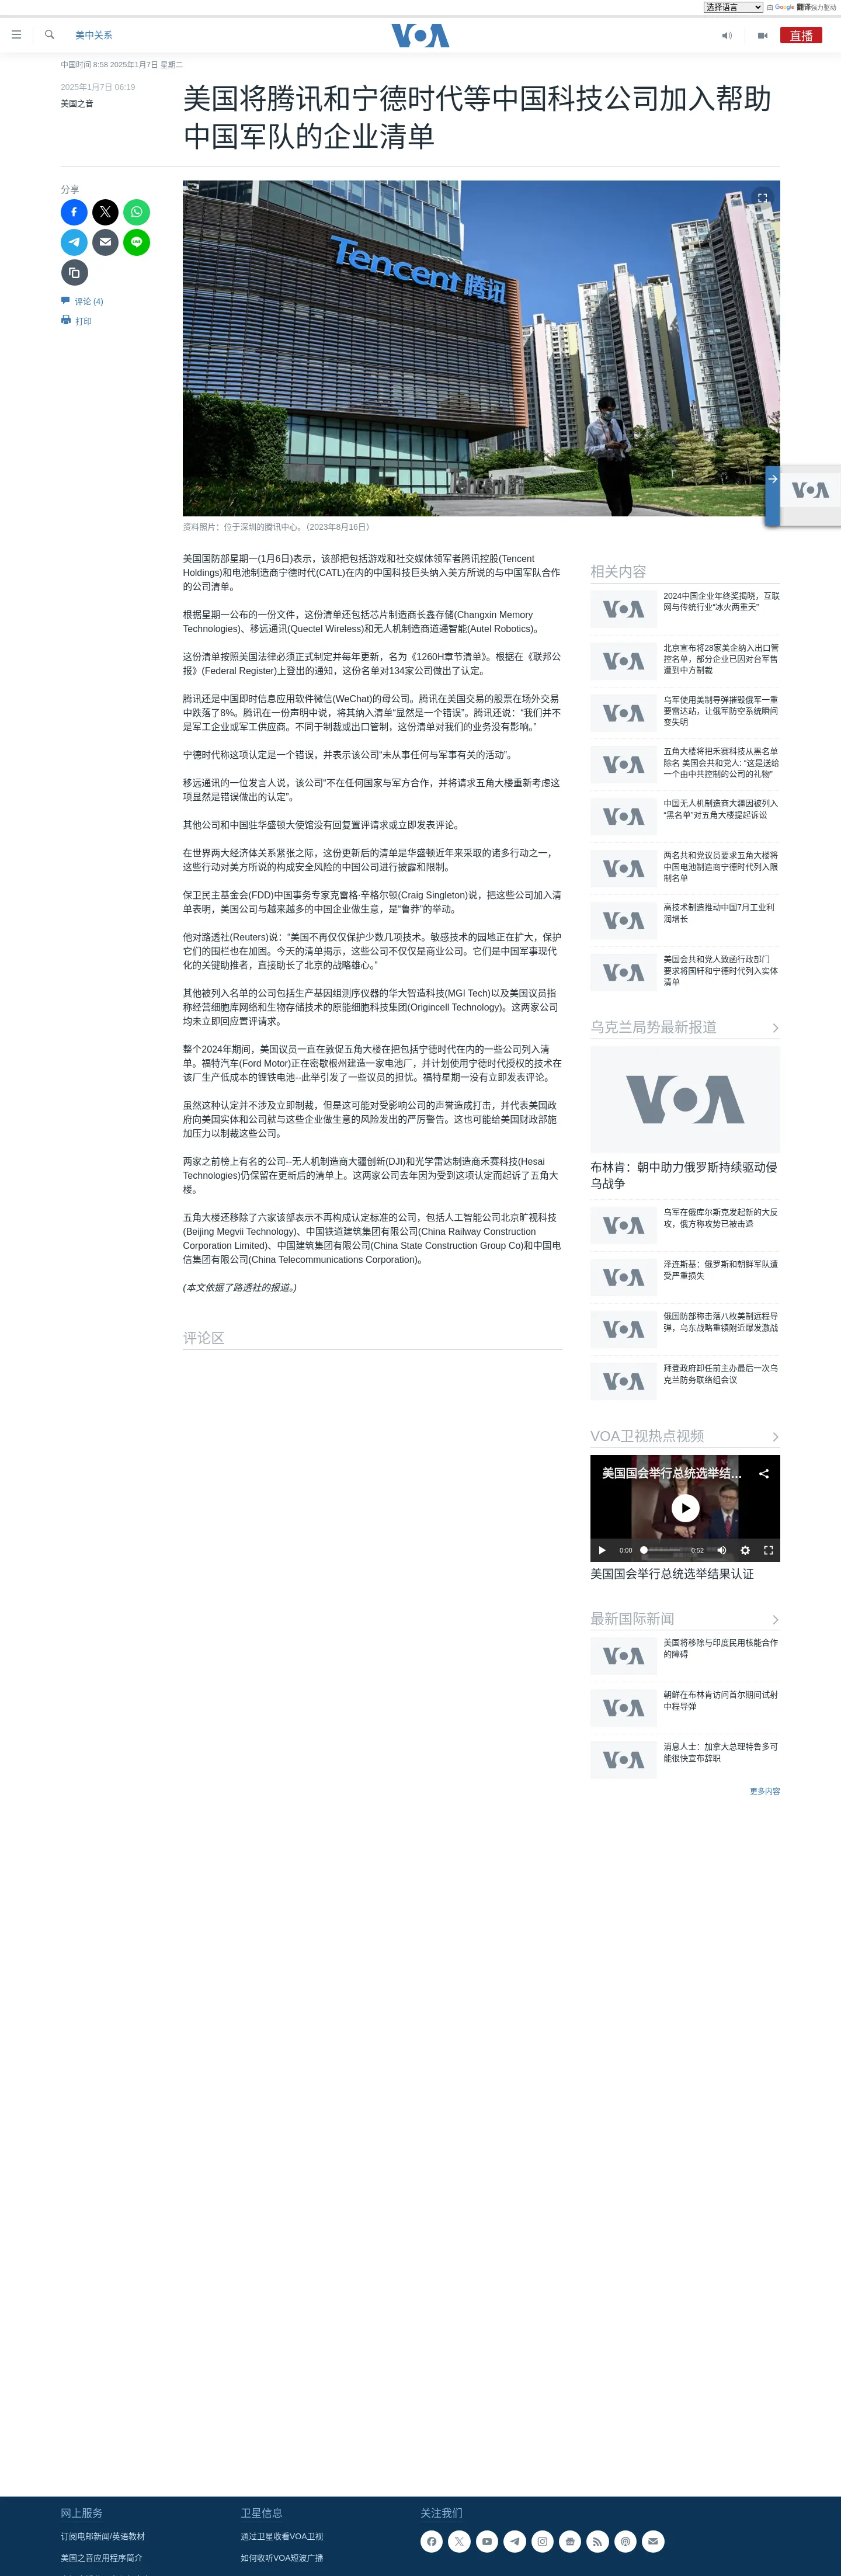 选择语言
由 Google 翻译强力驱动
美中关系
VOA
直播
中国时间 8:58 2025年1月7日 星期二
2025年1月7日 06:19
美国之音
美国将腾讯和宁德时代等中国科技公司加入帮助
中国军队的企业清单
分享
评论 (4)
打印
Tencent 腾讯
Tencent 腾讯
资料照片：位于深圳的腾讯中心。（2023年8月16日）
VOA
美国国防部星期一(1月6日)表示，该部把包括游戏和社交媒体领军者腾讯控股(Tencent
Holdings)和电池制造商宁德时代(CATL)在内的中国科技巨头纳入美方所说的与中国军队合作
的公司清单。
根据星期一公布的一份文件，这份清单还包括芯片制造商长鑫存储(Changxin Memory
Technologies)、移远通讯(Quectel Wireless)和无人机制造商道通智能(Autel Robotics)。
这份清单按照美国法律必须正式制定并每年更新，名为《1260H章节清单》。根据在《联邦公
报》(Federal Register)上登出的通知，这份名单对134家公司做出了认定。
腾讯还是中国即时信息应用软件微信(WeChat)的母公司。腾讯在美国交易的股票在场外交易
中跌落了8%。腾讯在一份声明中说，将其纳入清单“显然是一个错误”。腾讯还说：“我们并不
是军工企业或军工供应商。不同于制裁或出口管制，这份清单对我们的业务没有影响。”
宁德时代称这项认定是一个错误，并表示该公司“未从事任何与军事有关的活动”。
移远通讯的一位发言人说，该公司“不在任何国家与军方合作，并将请求五角大楼重新考虑这
项显然是错误做出的认定”。
其他公司和中国驻华盛顿大使馆没有回复置评请求或立即发表评论。
在世界两大经济体关系紧张之际，这份更新后的清单是华盛顿近年来采取的诸多行动之一，
这些行动对美方所说的构成安全风险的中国公司进行披露和限制。
保卫民主基金会(FDD)中国事务专家克雷格·辛格尔顿(Craig Singleton)说，把这些公司加入清
单表明，美国公司与越来越多的中国企业做生意，是“鲁莽”的举动。
他对路透社(Reuters)说：“美国不再仅仅保护少数几项技术。敏感技术的园地正在扩大，保护
它们的围栏也在加固。今天的清单揭示，这些公司不仅仅是商业公司。它们是中国军事现代
化的关键助推者，直接助长了北京的战略雄心。”
其他被列入名单的公司包括生产基因组测序仪器的华大智造科技(MGI Tech)以及美国议员指
称经营细胞库网络和生物存储技术的原能细胞科技集团(Origincell Technology)。这两家公司
均未立即回应置评请求。
整个2024年期间，美国议员一直在敦促五角大楼在把包括宁德时代在内的一些公司列入清
单。福特汽车(Ford Motor)正在密歇根州建造一家电池厂，并计划使用宁德时代授权的技术在
该厂生产低成本的锂铁电池--此举引发了一些议员的担忧。福特星期一没有立即发表评论。
虽然这种认定并不涉及立即制裁，但是这可能对受影响公司的声誉造成打击，并代表美国政
府向美国实体和公司就与这些企业做生意的风险发出的严厉警告。这也可能给美国财政部施
加压力以制裁这些公司。
两家之前榜上有名的公司--无人机制造商大疆创新(DJI)和光学雷达制造商禾赛科技(Hesai
Technologies)仍保留在更新后的清单上。这两家公司去年因为受到这项认定而起诉了五角大
楼。
五角大楼还移除了六家该部表示不再构成认定标准的公司，包括人工智能公司北京旷视科技
(Beijing Megvii Technology)、中国铁道建筑集团有限公司(China Railway Construction
Corporation Limited)、中国建筑集团有限公司(China State Construction Group Co)和中国电
信集团有限公司(China Telecommunications Corporation)。
(本文依据了路透社的报道。)
评论区
相关内容
VOA
2024中国企业年终奖揭晓，互联
网与传统行业“冰火两重天”
VOA
北京宣布将28家美企纳入出口管
控名单，部分企业已因对台军售
遭到中方制裁
VOA
乌军使用美制导弹摧毁俄军一重
要雷达站，让俄军防空系统瞬间
变失明
VOA
五角大楼将把禾赛科技从黑名单
除名 美国会共和党人: “这是送给
一个由中共控制的公司的礼物”
VOA
中国无人机制造商大疆因被列入
“黑名单”对五角大楼提起诉讼
VOA
两名共和党议员要求五角大楼将
中国电池制造商宁德时代列入限
制名单
VOA
高技术制造推动中国7月工业利
润增长
VOA
美国会共和党人致函行政部门
要求将国轩和宁德时代列入实体
清单
乌克兰局势最新报道
VOA
布林肯：朝中助力俄罗斯持续驱动侵
乌战争
VOA
乌军在俄库尔斯克发起新的大反
攻，俄方称攻势已被击退
VOA
泽连斯基：俄罗斯和朝鲜军队遭
受严重损失
VOA
俄国防部称击落八枚美制远程导
弹，乌东战略重镇附近爆发激战
VOA
拜登政府卸任前主办最后一次乌
克兰防务联络组会议
VOA卫视热点视频
美国国会举行总统选举结...
0:00
0:52
美国国会举行总统选举结果认证
最新国际新闻
VOA
美国将移除与印度民用核能合作
的障碍
VOA
朝鲜在布林肯访问首尔期间试射
中程导弹
VOA
消息人士：加拿大总理特鲁多可
能很快宣布辞职
更多内容
网上服务
订阅电邮新闻/英语教材
美国之音应用程序简介
卫星信息
通过卫星收看VOA卫视
如何收听VOA短波广播
关注我们